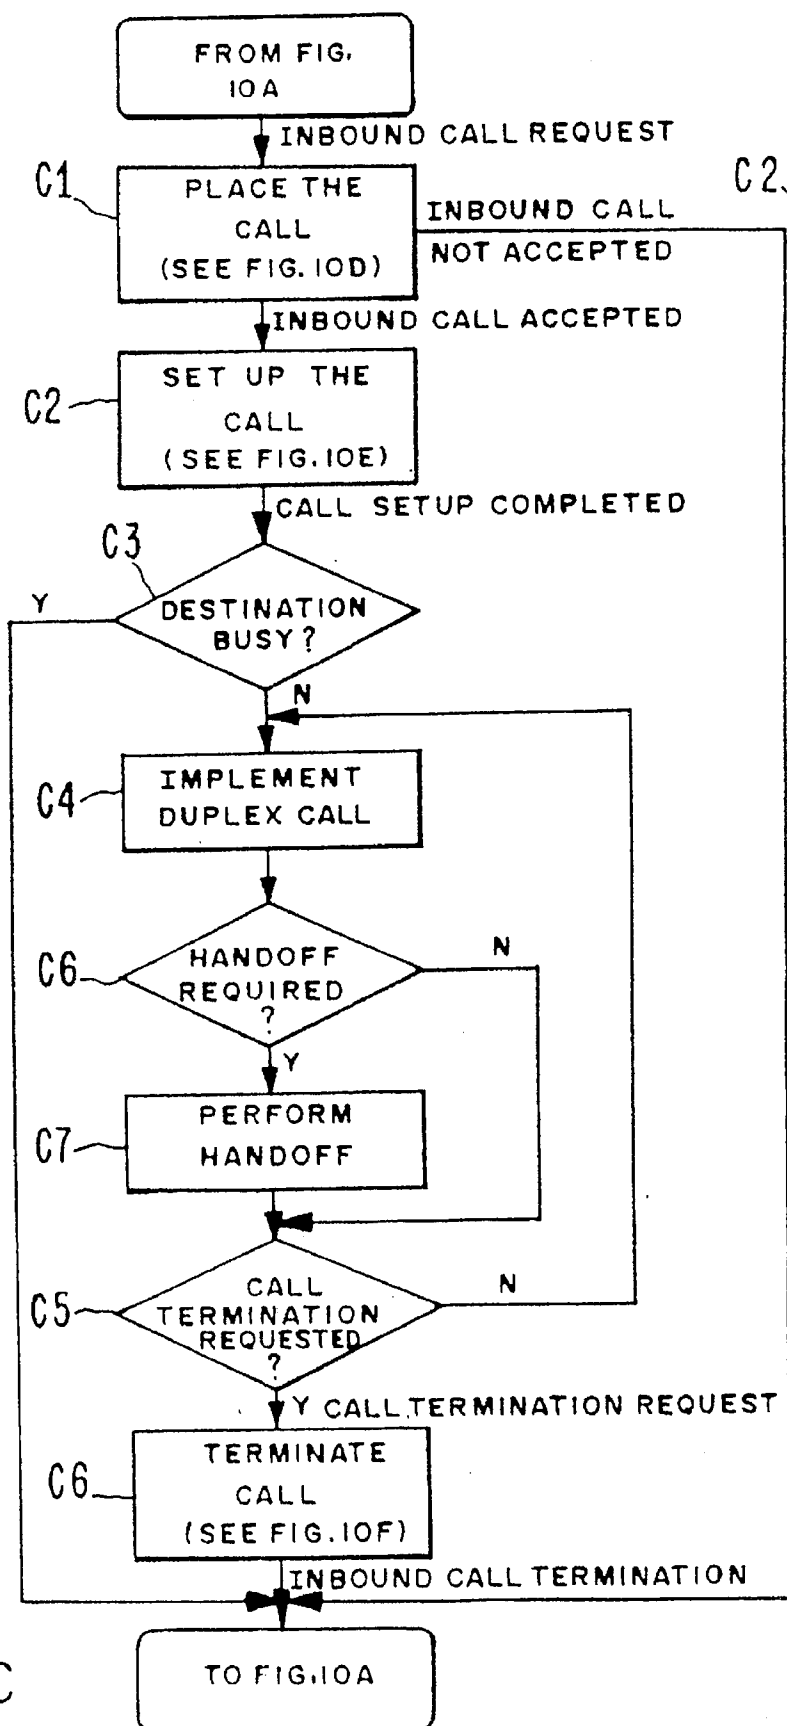 FROM FIG.
10A
INBOUND CALL REQUEST
C1
PLACE THE
CALL
(SEE FIG. 10D)
C2
INBOUND CALL
NOT ACCEPTED
INBOUND CALL ACCEPTED
C2
SET UP THE
CALL
(SEE FIG. 10E)
CALL SETUP COMPLETED
C3
Y
DESTINATION
BUSY?
N
C4
IMPLEMENT
DUPLEX CALL
C6
HANDOFF
REQUIRED
?
N
Y
C7
PERFORM
HANDOFF
C5
CALL
TERMINATION
REQUESTED
?
N
Y CALL TERMINATION REQUEST
C6
TERMINATE
CALL
(SEE FIG. 10F)
INBOUND CALL TERMINATION
TO FIG. 10A
C